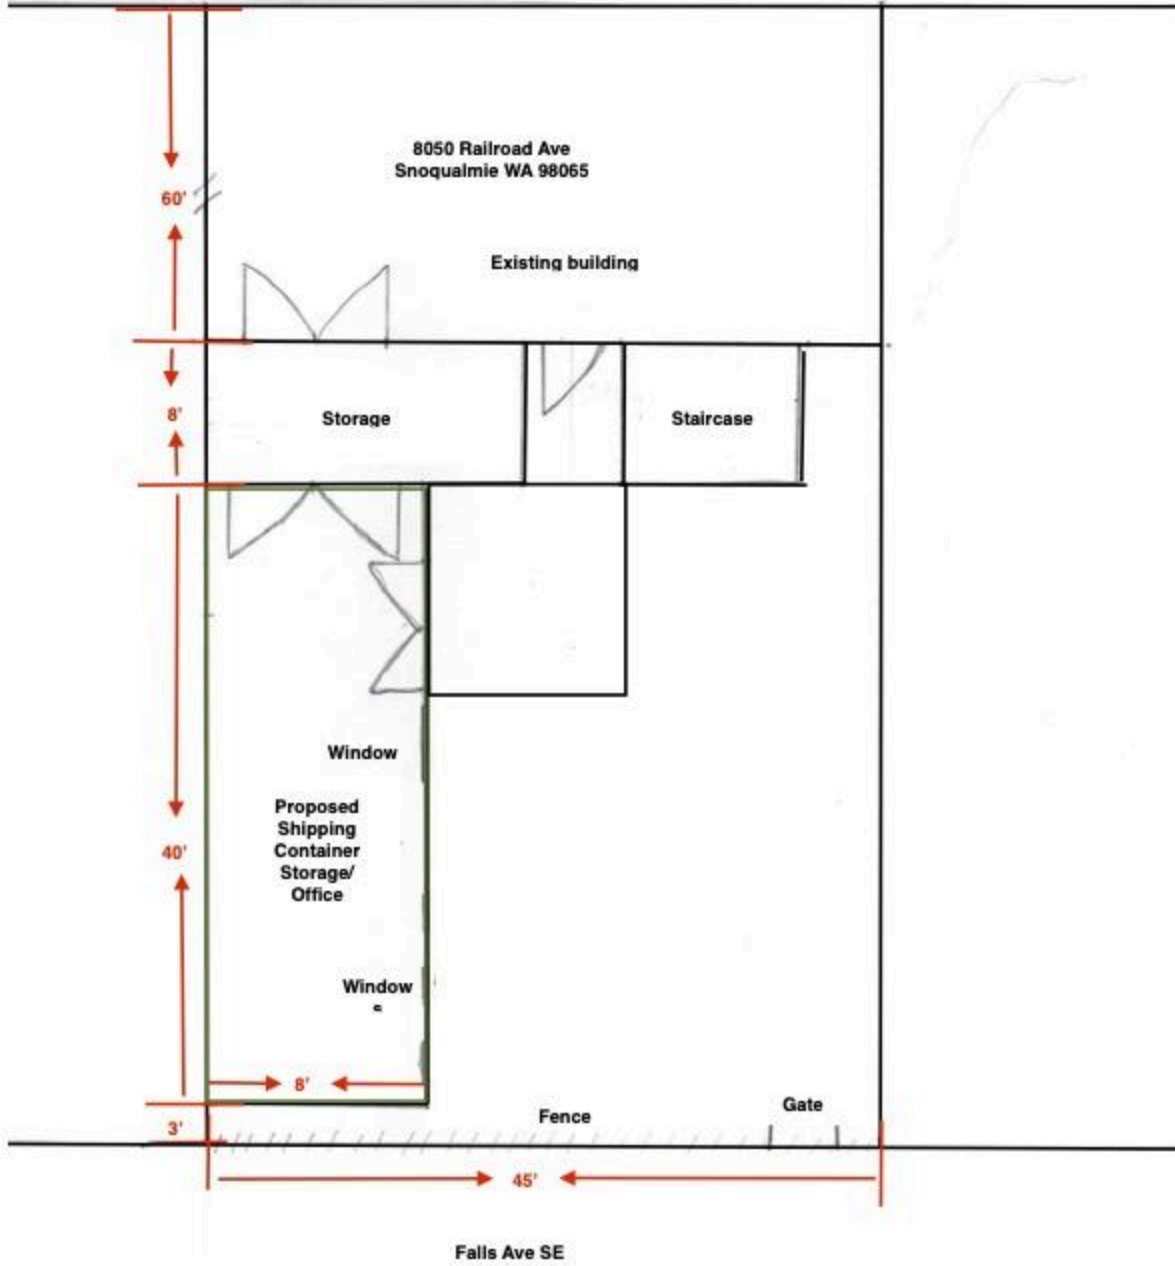 8050 Railroad Ave
Snoqualmie WA 98065
60'
Existing building
8'
Storage
Staircase
Window
Proposed
Shipping
Container
Storage/
Office
40'
Window
s
8'
Gate
Fence
3'
45'
Falls Ave SE